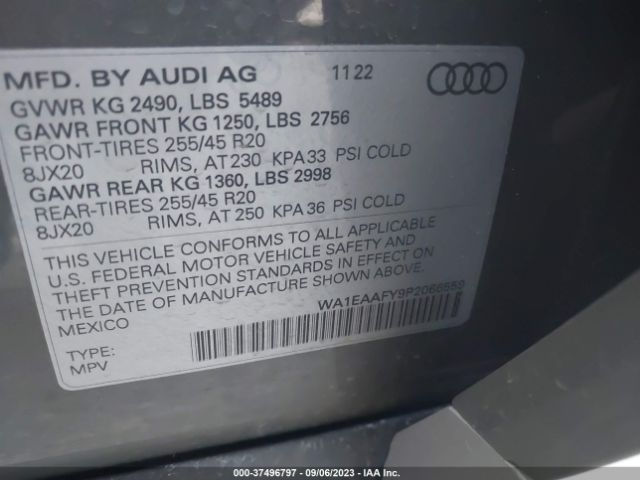 MFD. BY AUDI AG 11 22
GVWR KG 2490, LBS 5489
GAWR FRONT KG 1250, LBS 2756
FRONT-TIRES 255/45 R20
8JX20 RIMS, AT 230 KPA 33 PSI COLD
GAWR REAR KG 1360, LBS 2998
REAR-TIRES 255/45 R20
8JX20 RIMS, AT 250 KPA 36 PSI COLD
THIS VEHICLE CONFORMS TO ALL APPLICABLE
U.S. FEDERAL MOTOR VEHICLE SAFETY AND
THEFT PREVENTION STANDARDS IN EFFECT ON
THE DATE OF MANUFACTURE SHOWN ABOVE.
MEXICO
WA1EAAFY9P2066559
TYPE:
MPV
000-37496797 - 09/06/2023 - IAA Inc.